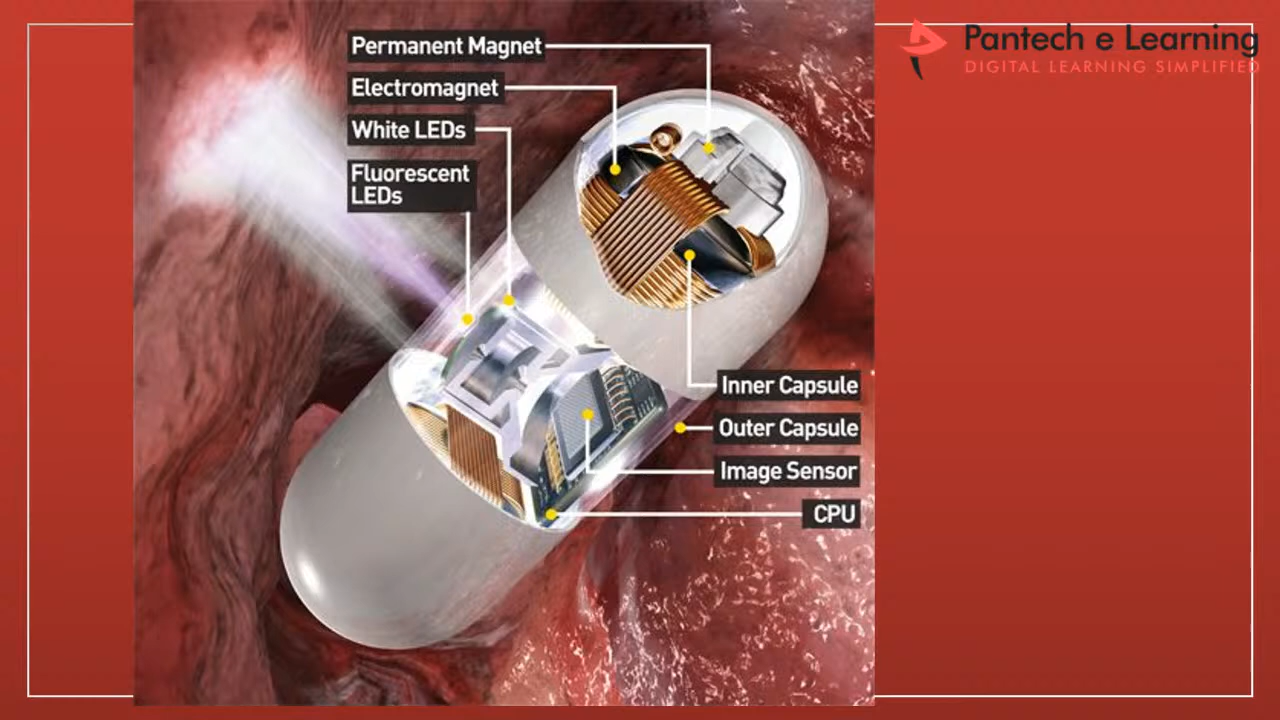 Pantech e Learning
DIGITAL LEARNING SIMPLIFIED
Permanent Magnet
Electromagnet
White LEDs
Fluorescent
LEDs
Inner Capsule
Outer Capsule
Image Sensor
CPU